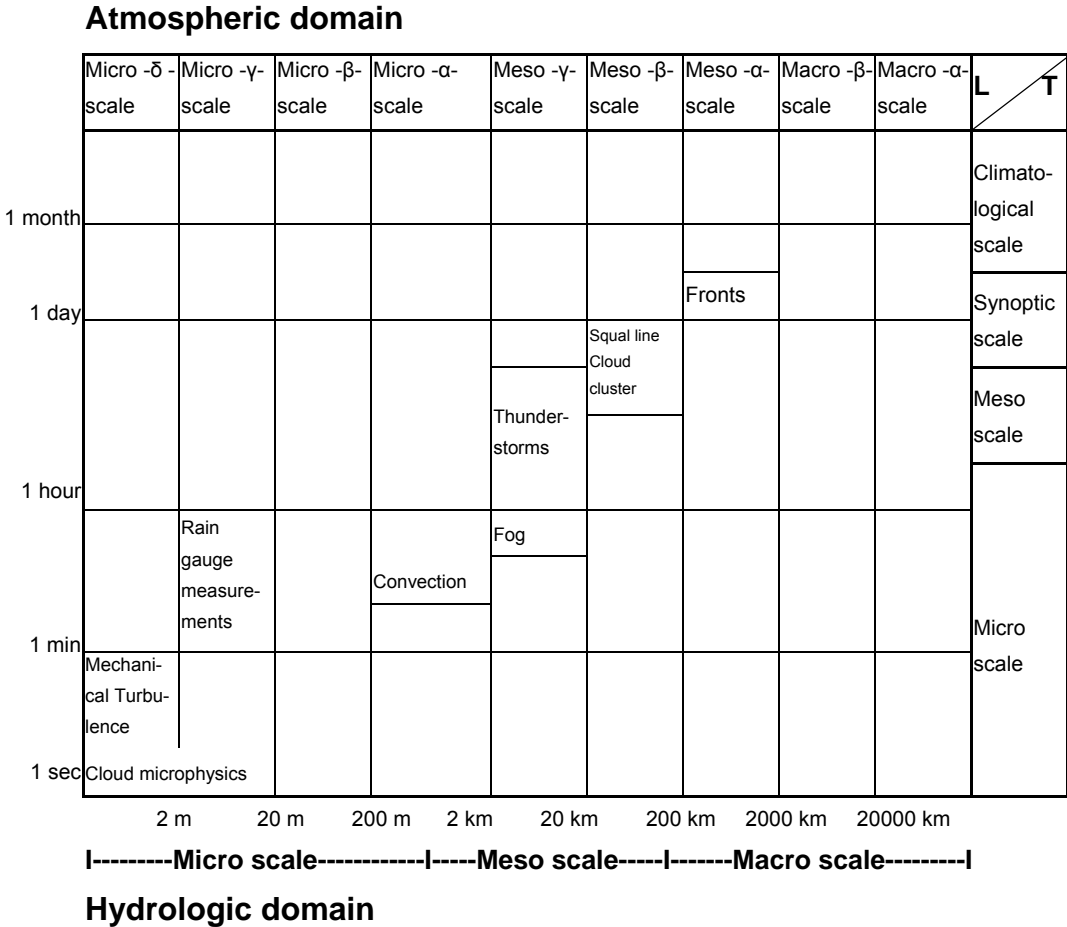 Atmospheric domain
Micro -δ - Micro -γ- Micro -β- Micro -α- Meso -γ- Meso -β- Meso -α- Macro -β- Macro -α-
scale scale scale scale scale scale scale scale scale
L T
Climato-
logical
scale
1 month
Fronts
Synoptic
scale
1 day
Squal line
Cloud
cluster
Thunder-
storms
Meso
scale
1 hour
Rain
gauge
measure-
ments
Fog
Convection
Micro
scale
1 min
Mechani-
cal Turbu-
lence
1 sec Cloud microphysics
2 m 20 m 200 m 2 km 20 km 200 km 2000 km 20000 km
I---------Micro scale------------I-----Meso scale-----I-------Macro scale---------I
Hydrologic domain